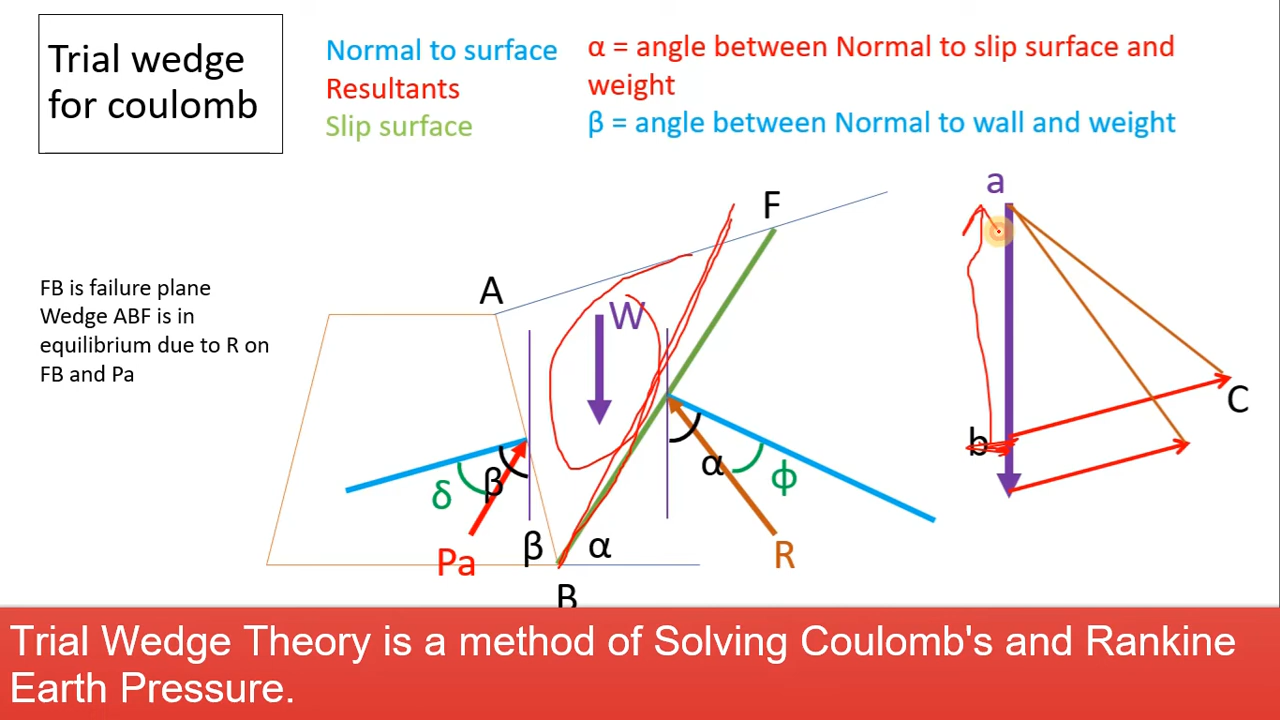 Trial wedge
for coulomb
Normal to surface
Resultants
Slip surface
α = angle between Normal to slip surface and
weight
β = angle between Normal to wall and weight
a
F
A
FB is failure plane
Wedge ABF is in
equilibrium due to R on
FB and Pa
W
C
b
α
ϕ
β
δ
β
α
Pa
R
B
Trial Wedge Theory is a method of Solving Coulomb's and Rankine
Earth Pressure.